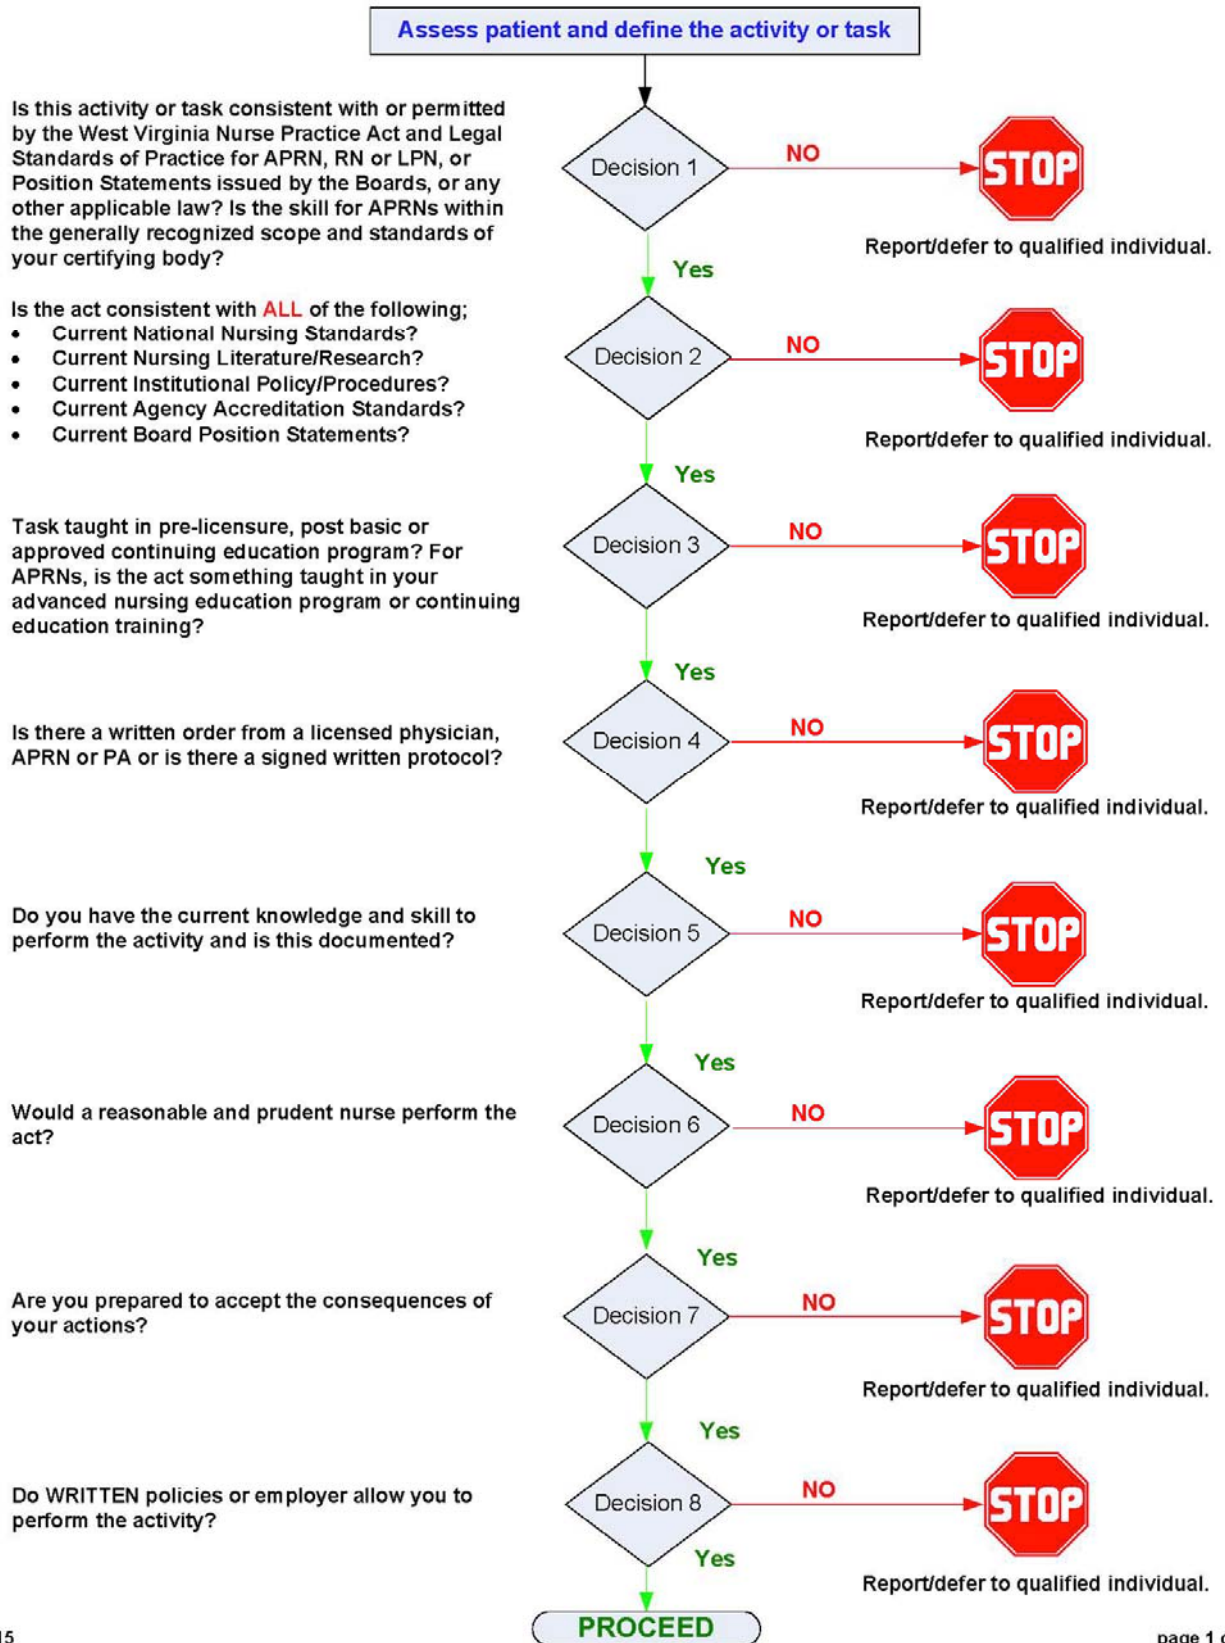 Assess patient and define the activity or task
Is this activity or task consistent with or permitted
by the West Virginia Nurse Practice Act and Legal
Standards of Practice for APRN, RN or LPN, or
Position Statements issued by the Boards, or any
other applicable law? Is the skill for APRNs within
the generally recognized scope and standards of
your certifying body?
Decision 1
NO
STOP
Report/defer to qualified individual.
Yes
Is the act consistent with ALL of the following;
• Current National Nursing Standards?
• Current Nursing Literature/Research?
• Current Institutional Policy/Procedures?
• Current Agency Accreditation Standards?
• Current Board Position Statements?
Decision 2
NO
STOP
Report/defer to qualified individual.
Yes
Task taught in pre-licensure, post basic or
approved continuing education program? For
APRNs, is the act something taught in your
advanced nursing education program or continuing
education training?
Decision 3
NO
STOP
Report/defer to qualified individual.
Yes
Is there a written order from a licensed physician,
APRN or PA or is there a signed written protocol?
Decision 4
NO
STOP
Report/defer to qualified individual.
Yes
Do you have the current knowledge and skill to
perform the activity and is this documented?
Decision 5
NO
STOP
Report/defer to qualified individual.
Yes
Would a reasonable and prudent nurse perform the
act?
Decision 6
NO
STOP
Report/defer to qualified individual.
Yes
Are you prepared to accept the consequences of
your actions?
Decision 7
NO
STOP
Report/defer to qualified individual.
Yes
Do WRITTEN policies or employer allow you to
perform the activity?
Decision 8
NO
STOP
Report/defer to qualified individual.
Yes
PROCEED
15
page 1